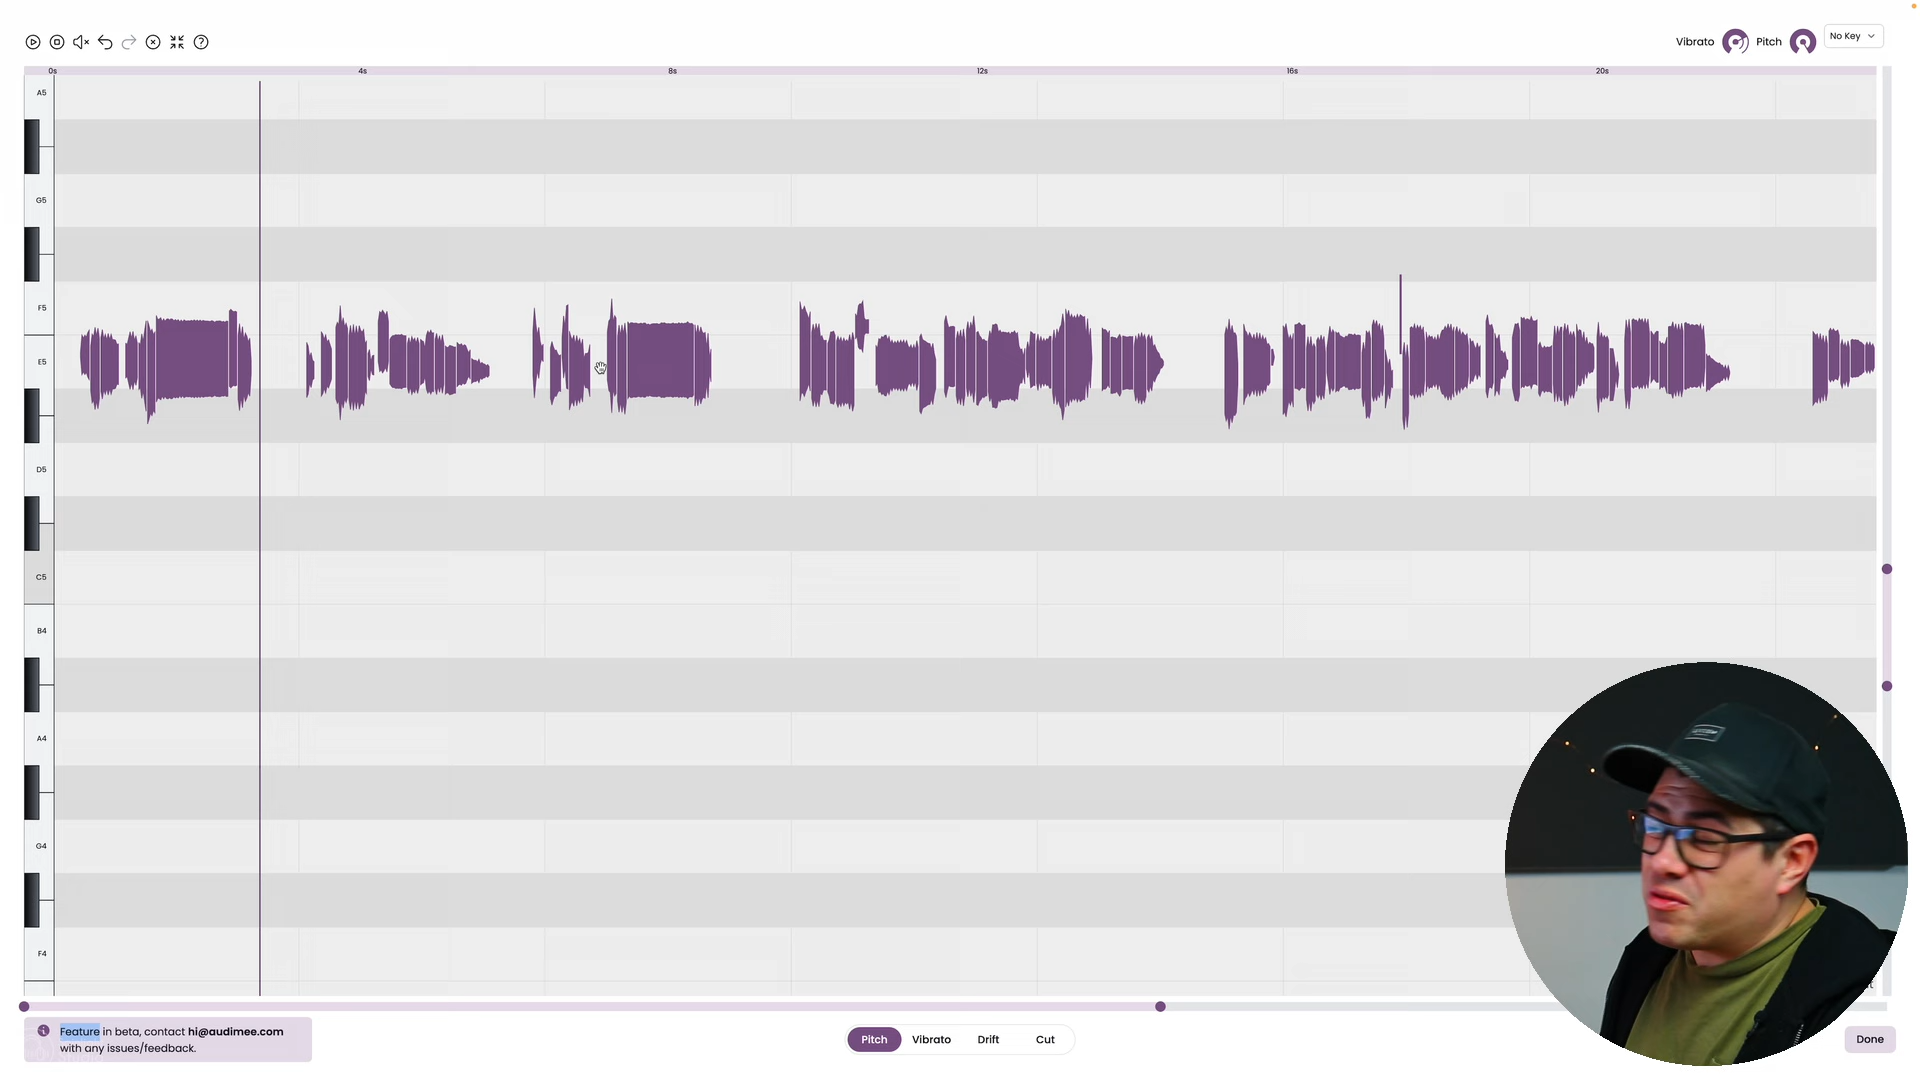 Vibrato Pitch No Key
0s 4s 8s 12s 16s 20s
A5
G5
F5
E5
D5
C5
B4
A4
G4
F4
Feature in beta, contact hi@audimee.com
with any issues/feedback.
Pitch Vibrato Drift Cut
Done